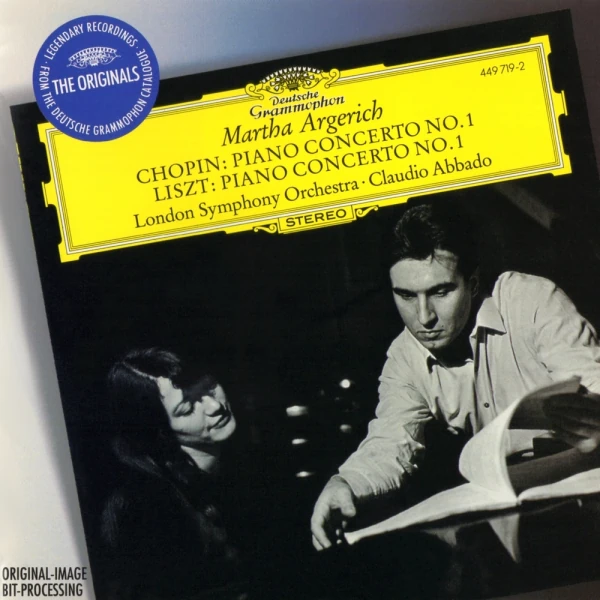 LEGENDARY RECORDINGS · FROM THE DEUTSCHE GRAMMOPHON CATALOGUE ·
THE ORIGINALS
449 719-2
Deutsche
Grammophon
Martha Argerich
CHOPIN: PIANO CONCERTO NO. 1
LISZT: PIANO CONCERTO NO. 1
London Symphony Orchestra · Claudio Abbado
STEREO
ORIGINAL-IMAGE
BIT-PROCESSING